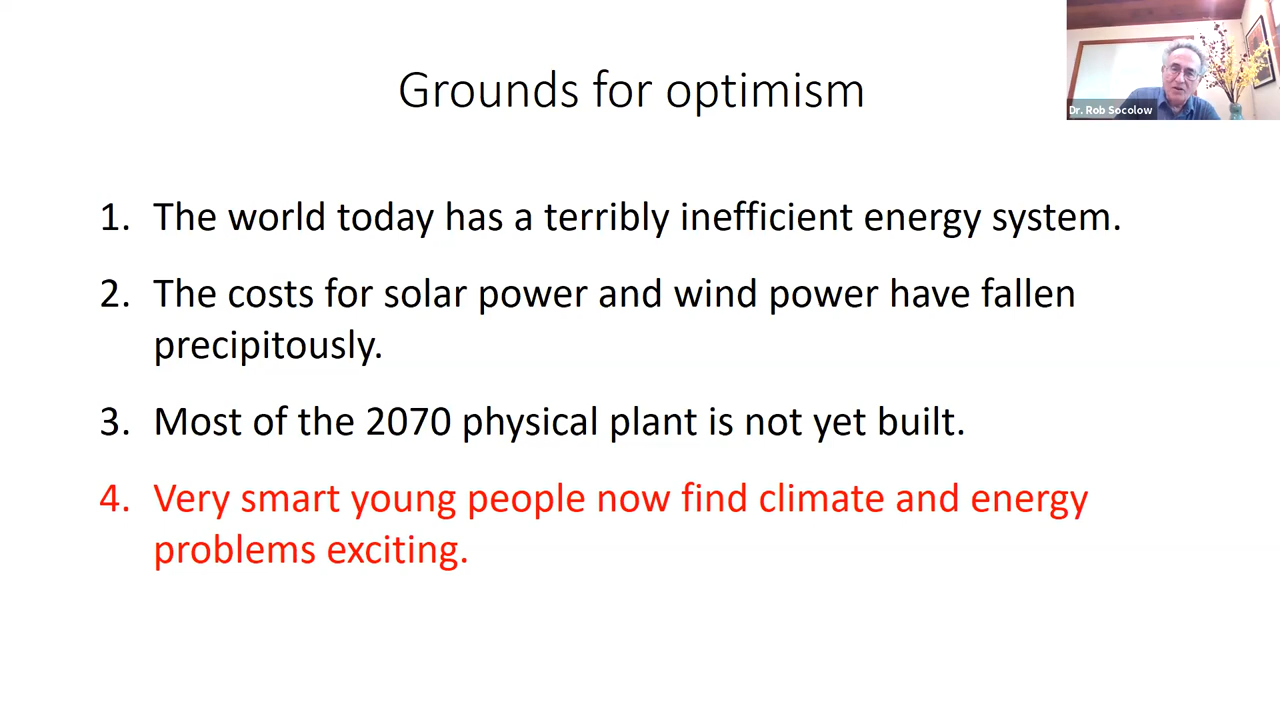 Grounds for optimism
Dr. Rob Socolow
1. The world today has a terribly inefficient energy system.
2. The costs for solar power and wind power have fallen
precipitously.
3. Most of the 2070 physical plant is not yet built.
4. Very smart young people now find climate and energy
problems exciting.